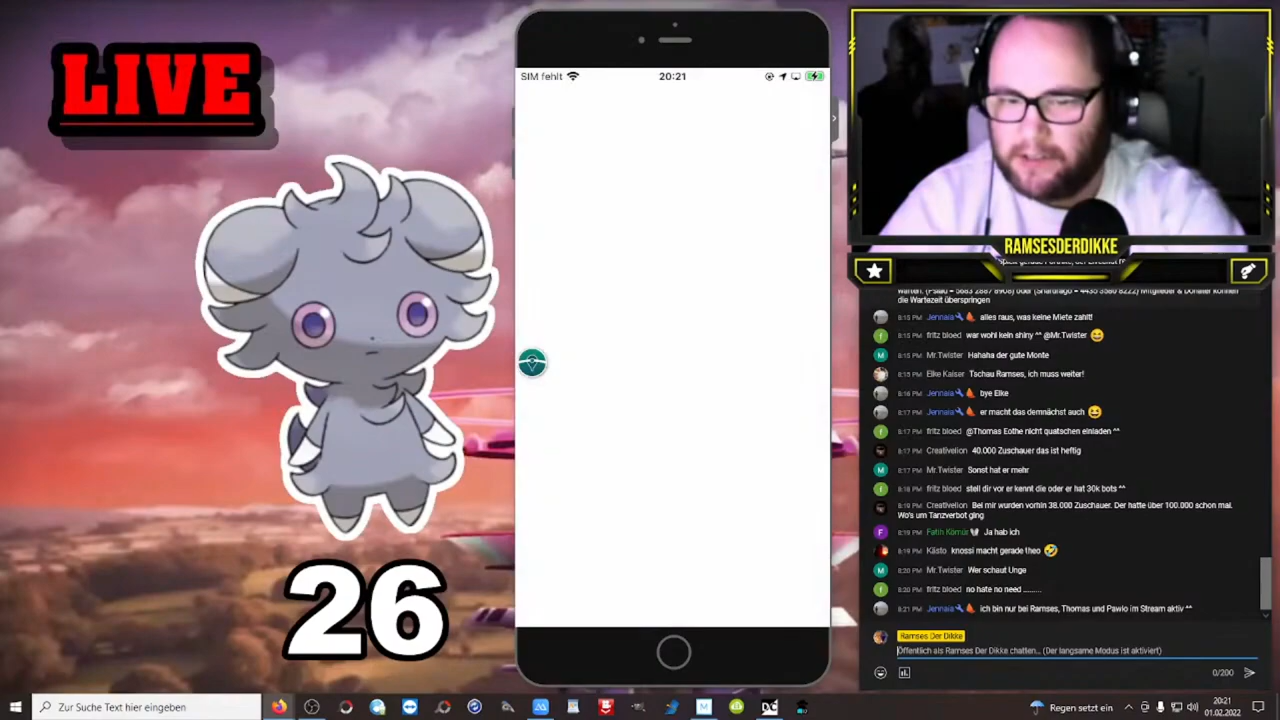 LIVE
26
SIM fehlt
20:21
RAMSESDERDIKKE
die Wartezeit überspringen
8:15 PM Jennaia alles raus, was keine Miete zahlt!
8:15 PM fritz bloed war wohl kein shiny ^^ @Mr.Twister
8:15 PM Mr.Twister Hahaha der gute Monte
8:15 PM Elke Kaiser Tschau Ramses, ich muss weiter!
8:16 PM Jennaia bye Elke
8:17 PM Jennaia er macht das demnächst auch
8:17 PM fritz bloed @Thomas Eothe nicht quatschen einladen ^^
8:17 PM Creativelion 40.000 Zuschauer das ist heftig
8:17 PM Mr.Twister Sonst hat er mehr
8:18 PM fritz bloed stell dir vor er kennt die oder er hat 30k bots ^^
8:19 PM Creativelion Bei mir wurden vorhin 38.000 Zuschauer. Der hatte über 100.000 schon mal.
Wo's um Tanzverbot ging
8:19 PM Fatih Kömür Ja hab ich
8:19 PM Kästo knossi macht gerade theo
8:20 PM Mr.Twister Wer schaut Unge
8:20 PM fritz bloed no hate no need .........
8:21 PM Jennaia ich bin nur bei Ramses, Thomas und Pawlo im Stream aktiv ^^
Ramses Der Dikke
Öffentlich als Ramses Der Dikke chatten... (Der langsame Modus ist aktiviert)
0/200
Zur Suche Text hier eingeben
Regen setzt ein
20:21
01.02.2022